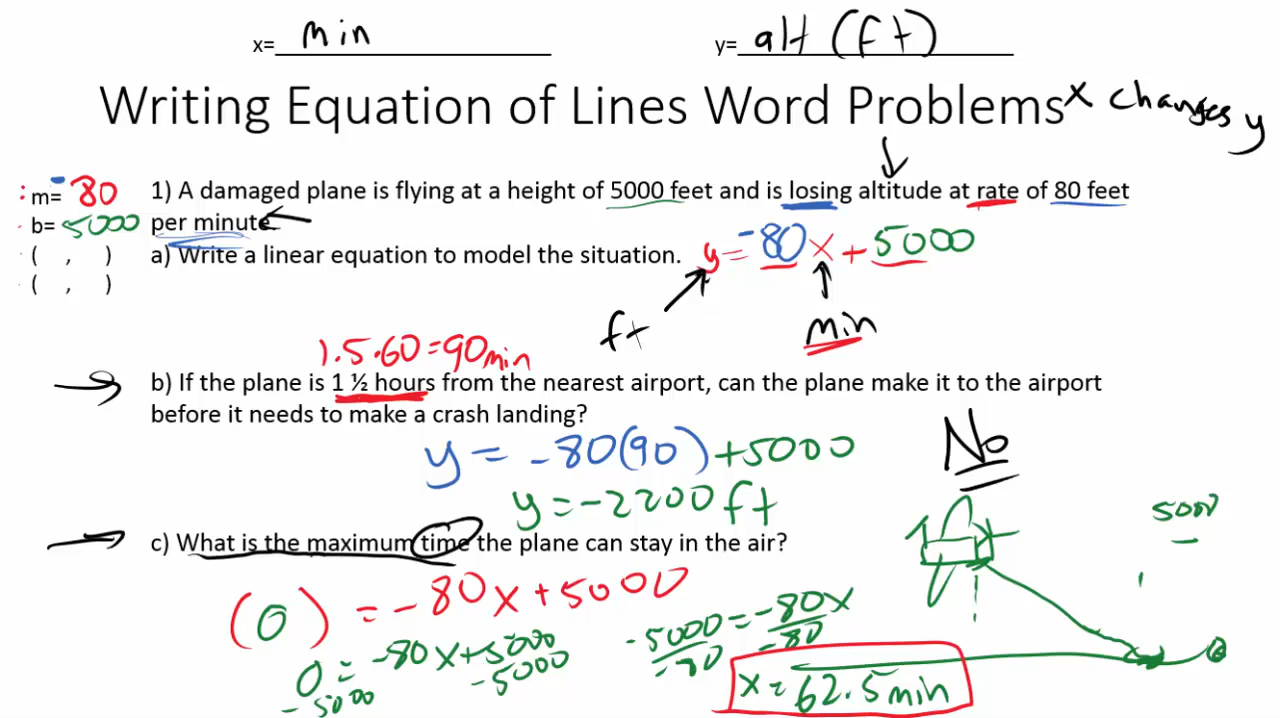 x= min y= alt (ft)
Writing Equation of Lines Word Problems x changes y
m= -80 1) A damaged plane is flying at a height of 5000 feet and is losing altitude at rate of 80 feet
b= 5000 per minute.
( , ) a) Write a linear equation to model the situation. y = -80x + 5000
( , )
ft min
1.5·60=90min
b) If the plane is 1 ½ hours from the nearest airport, can the plane make it to the airport
before it needs to make a crash landing?
No
y = -80(90) +5000
y = -2200 ft
5000
c) What is the maximum time the plane can stay in the air?
(0) = -80x +5000
0 = -80x+5000
-5000 -5000
-5000 = -80x
-80 -80
x = 62.5 min